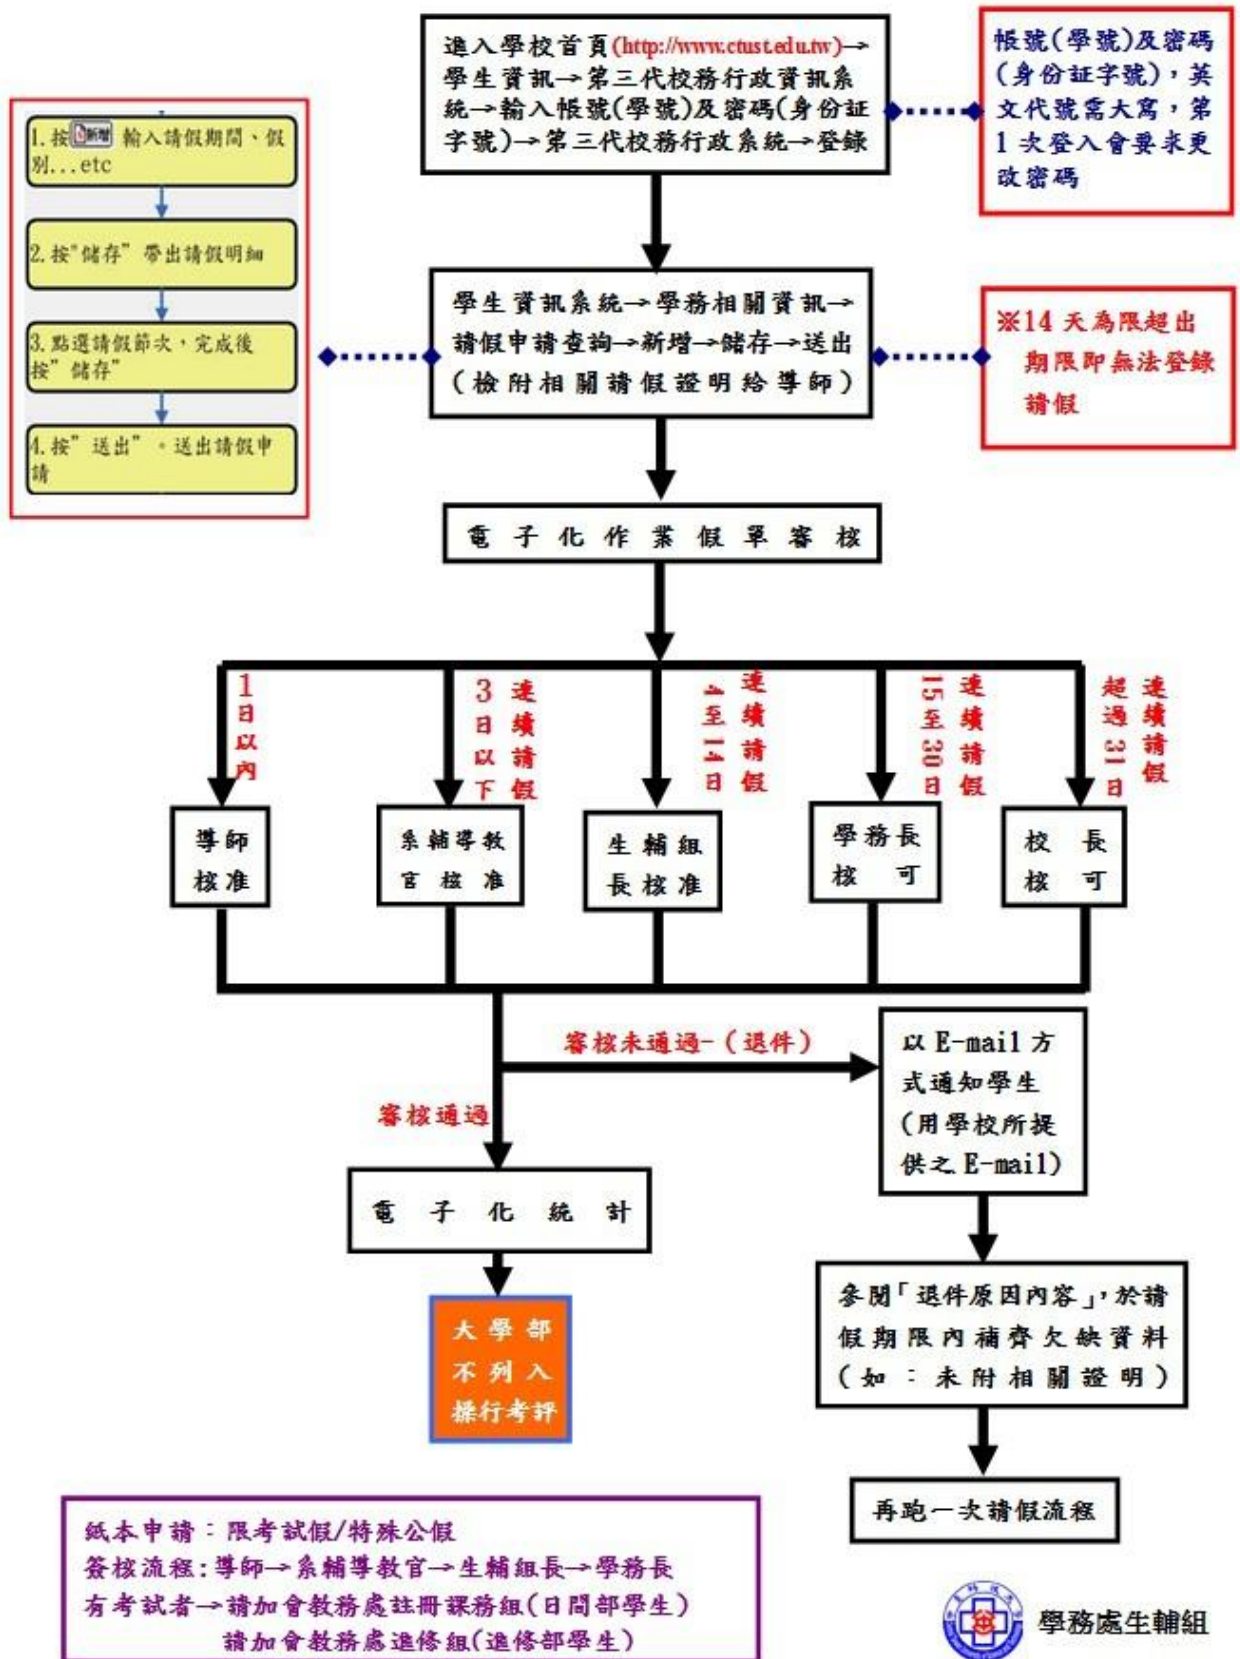 進入學校首頁(http://www.ctust.edu.tw)→
學生資訊→第三代校務行政資訊系
統→輸入帳號(學號)及密碼(身份証
字號)→第三代校務行政系統→登錄
帳號(學號)及密碼
(身份証字號)，英
文代號需大寫，第
1次登入會要求更
改密碼
1.按 新增 輸入請假期間、假
別...etc
2.按"儲存" 帶出請假明細
3.點選請假節次，完成後
按"儲存"
4.按"送出"。送出請假申
請
學生資訊系統→學務相關資訊→
請假申請查詢→新增→儲存→送出
(檢附相關請假證明給導師)
※14天為限超出
期限即無法登錄
請假
電子化作業假單審核
1日以內
連續請假
3日以下
連續請假
4至14日
連續請假
15至30日
連續請假
超過31日
導師
核准
系輔導教
官核准
生輔組
長核准
學務長
核可
校長
核可
審核未通過-(退件)
審核通過
以E-mail方
式通知學生
(用學校所提
供之E-mail)
電子化統計
大學部
不列入
操行考評
參閱「退件原因內容」,於請
假期限內補齊欠缺資料
(如：未附相關證明)
再跑一次請假流程
紙本申請：限考試假/特殊公假
簽核流程:導師→系輔導教官→生輔組長→學務長
有考試者→請加會教務處註冊課務組(日間部學生)
請加會教務處進修組(進修部學生)
學務處生輔組